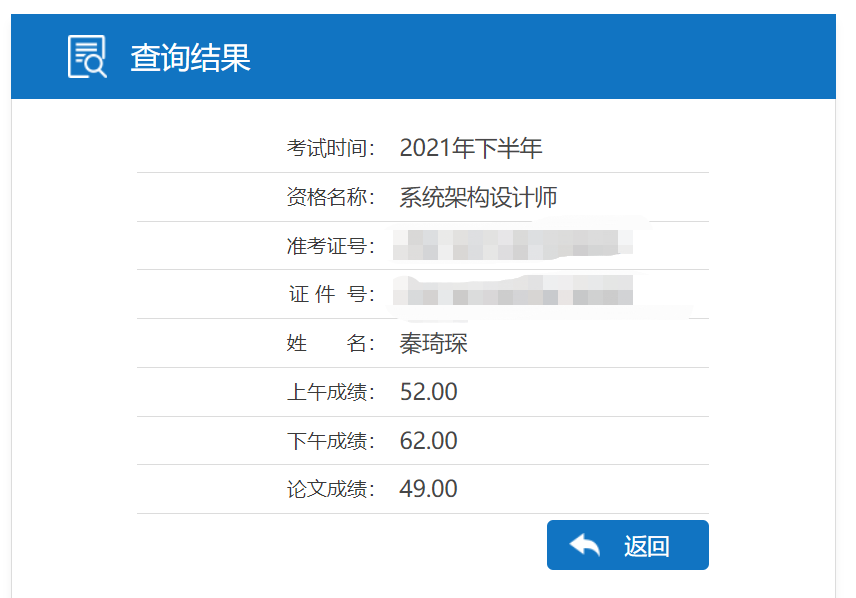 查询结果
考试时间： 2021年下半年
资格名称： 系统架构设计师
准考证号：
证 件 号：
姓 名： 秦琦琛
上午成绩： 52.00
下午成绩： 62.00
论文成绩： 49.00
返回